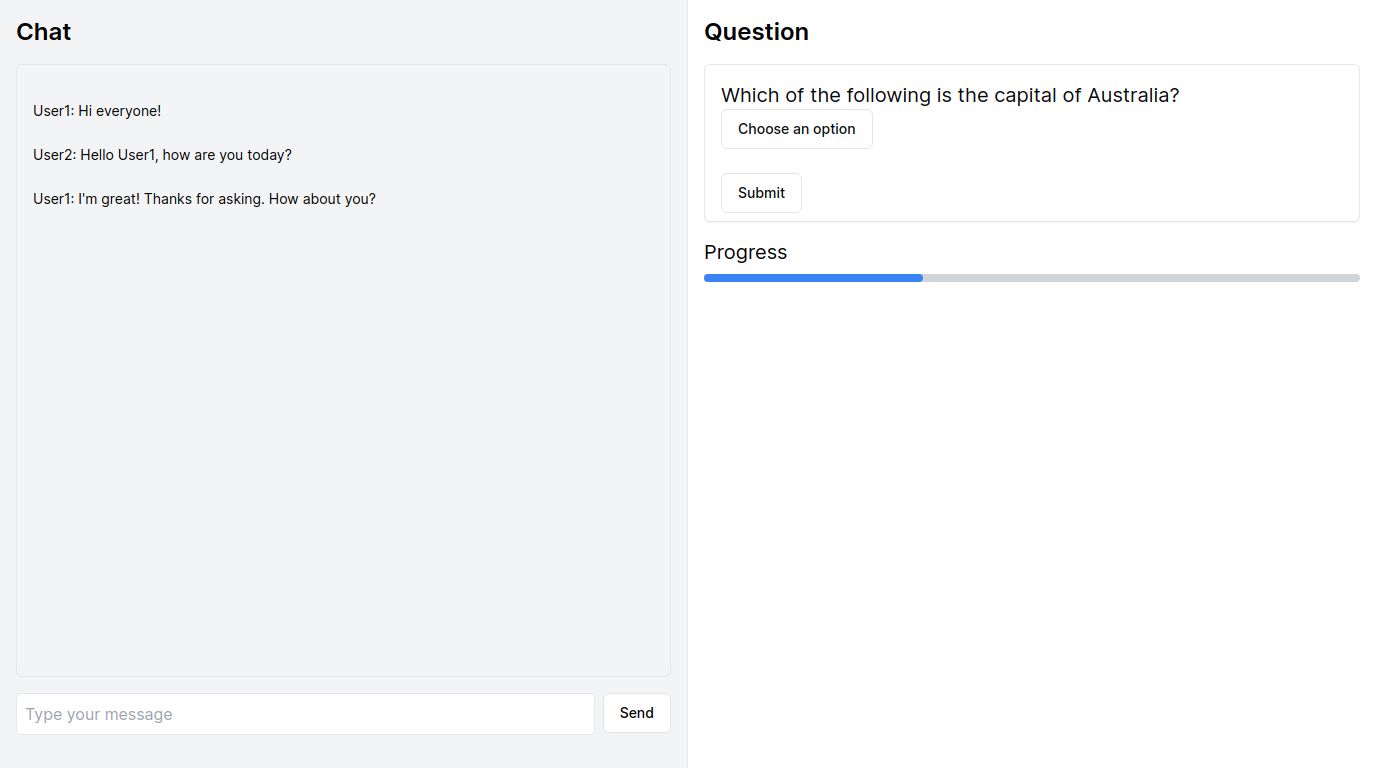 Chat
User1: Hi everyone!
User2: Hello User1, how are you today?
User1: I'm great! Thanks for asking. How about you?
Type your message
Send
Question
Which of the following is the capital of Australia?
Choose an option
Submit
Progress